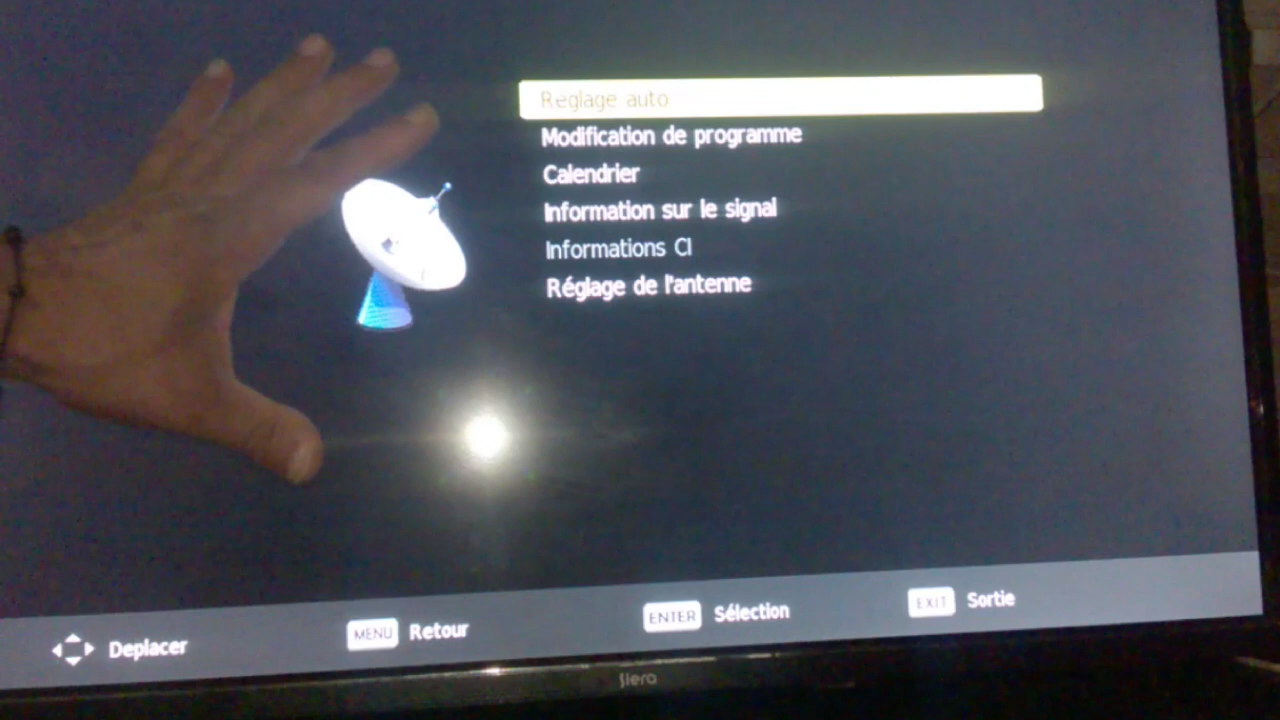 Reglage auto
Modification de programme
Calendrier
Information sur le signal
Informations CI
Réglage de l'antenne
Deplacer
MENU Retour
ENTER Sélection
EXIT Sortie
Siera